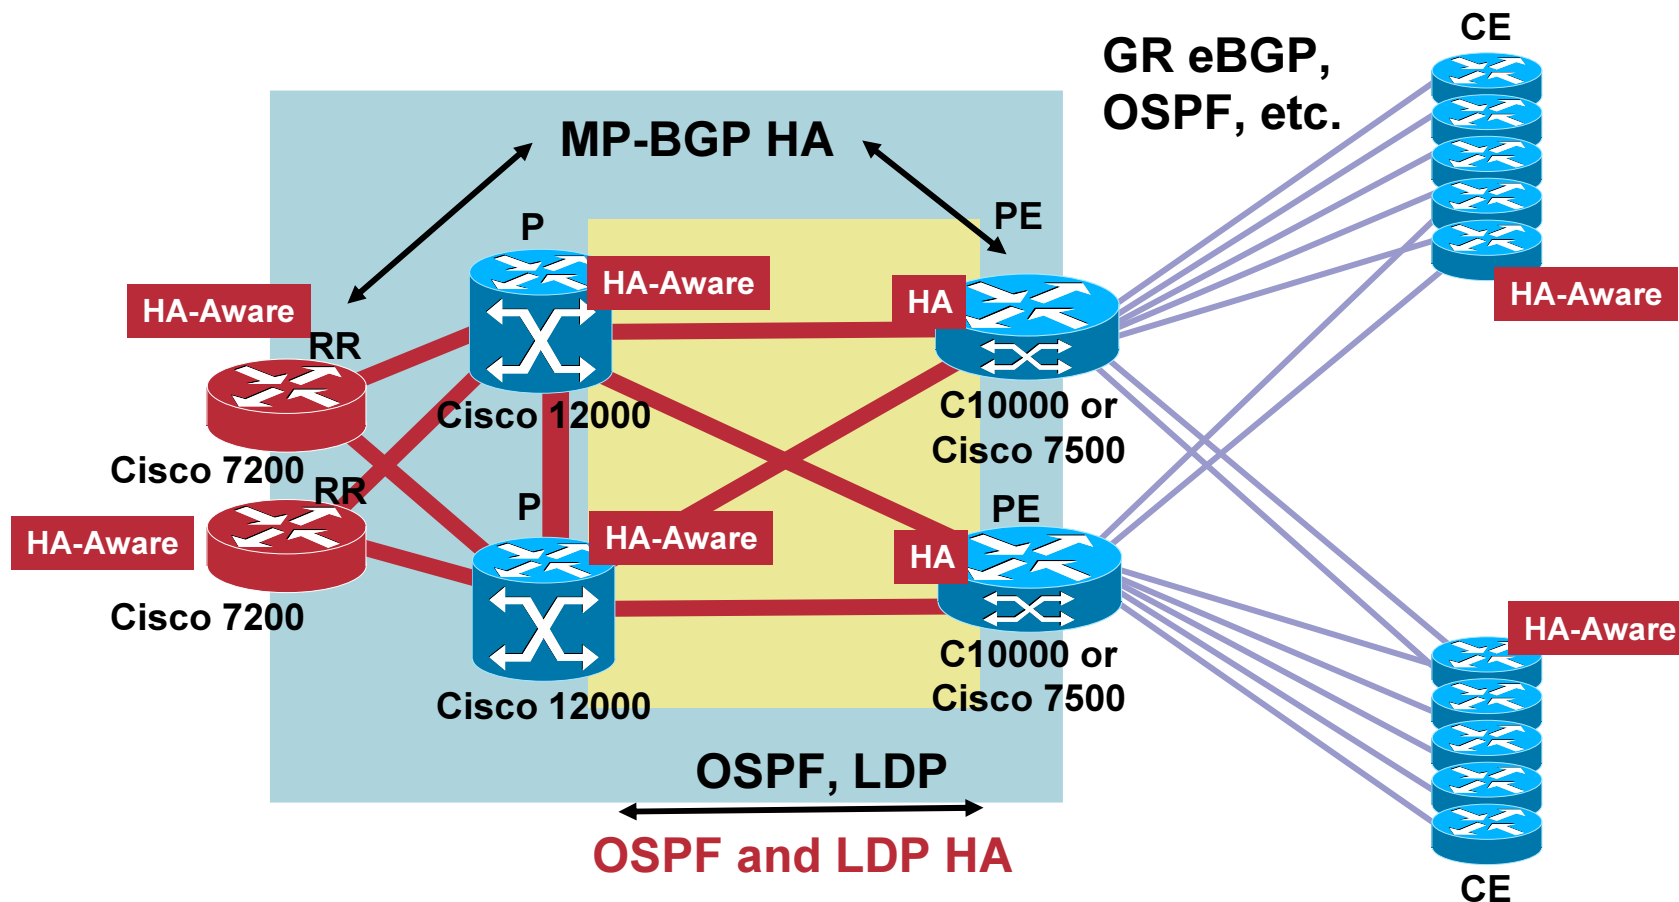 CE
GR eBGP,
OSPF, etc.
MP-BGP HA
P
PE
HA-Aware
HA-Aware
HA
HA-Aware
RR
Cisco 12000
C10000 or
Cisco 7500
Cisco 7200
RR
P
PE
HA-Aware
HA-Aware
HA
Cisco 7200
HA-Aware
C10000 or
Cisco 7500
Cisco 12000
OSPF, LDP
OSPF and LDP HA
CE